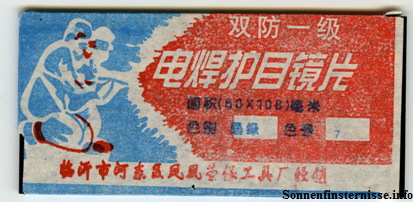 双防一级
电焊护目镜片
面积(50×108)毫米
色别 墨绿 色号 7
临沂市河东区凤凰劳保工具厂经销
Sonnenfinsternisse.info